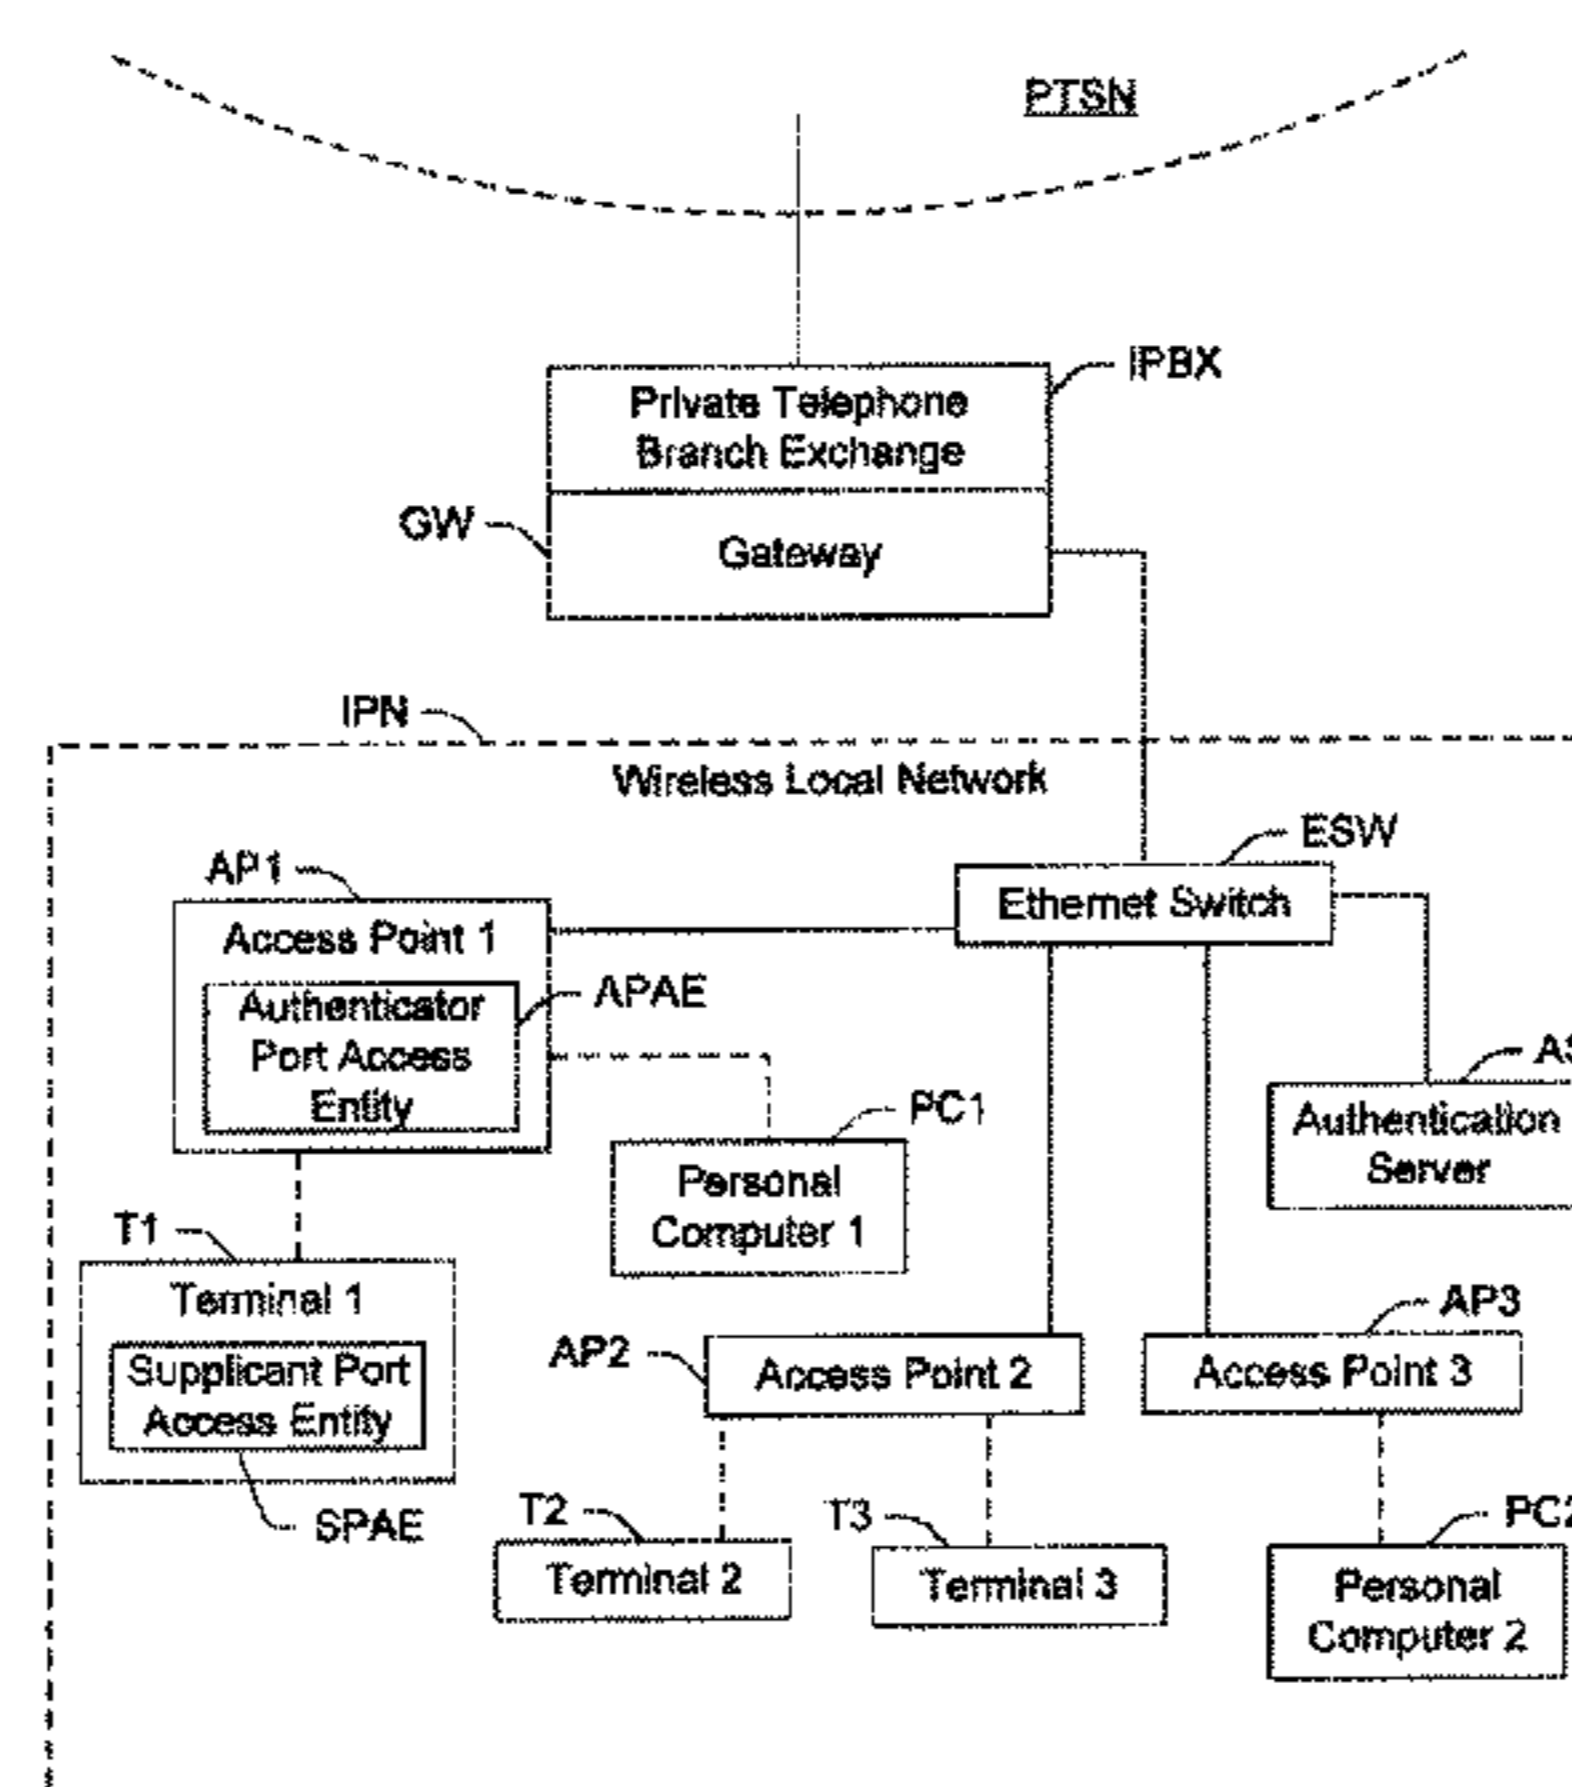 PTSN
IPBX
Private Telephone
Branch Exchange
GW
Gateway
IPN
Wireless Local Network
ESW
Ethernet Switch
AP1
Access Point 1
APAE
Authenticator
Port Access
Entity
AS
Authentication
Server
PC1
Personal
Computer 1
T1
Terminal 1
Supplicant Port
Access Entity
SPAE
AP2
Access Point 2
AP3
Access Point 3
T2
Terminal 2
T3
Terminal 3
PC2
Personal
Computer 2